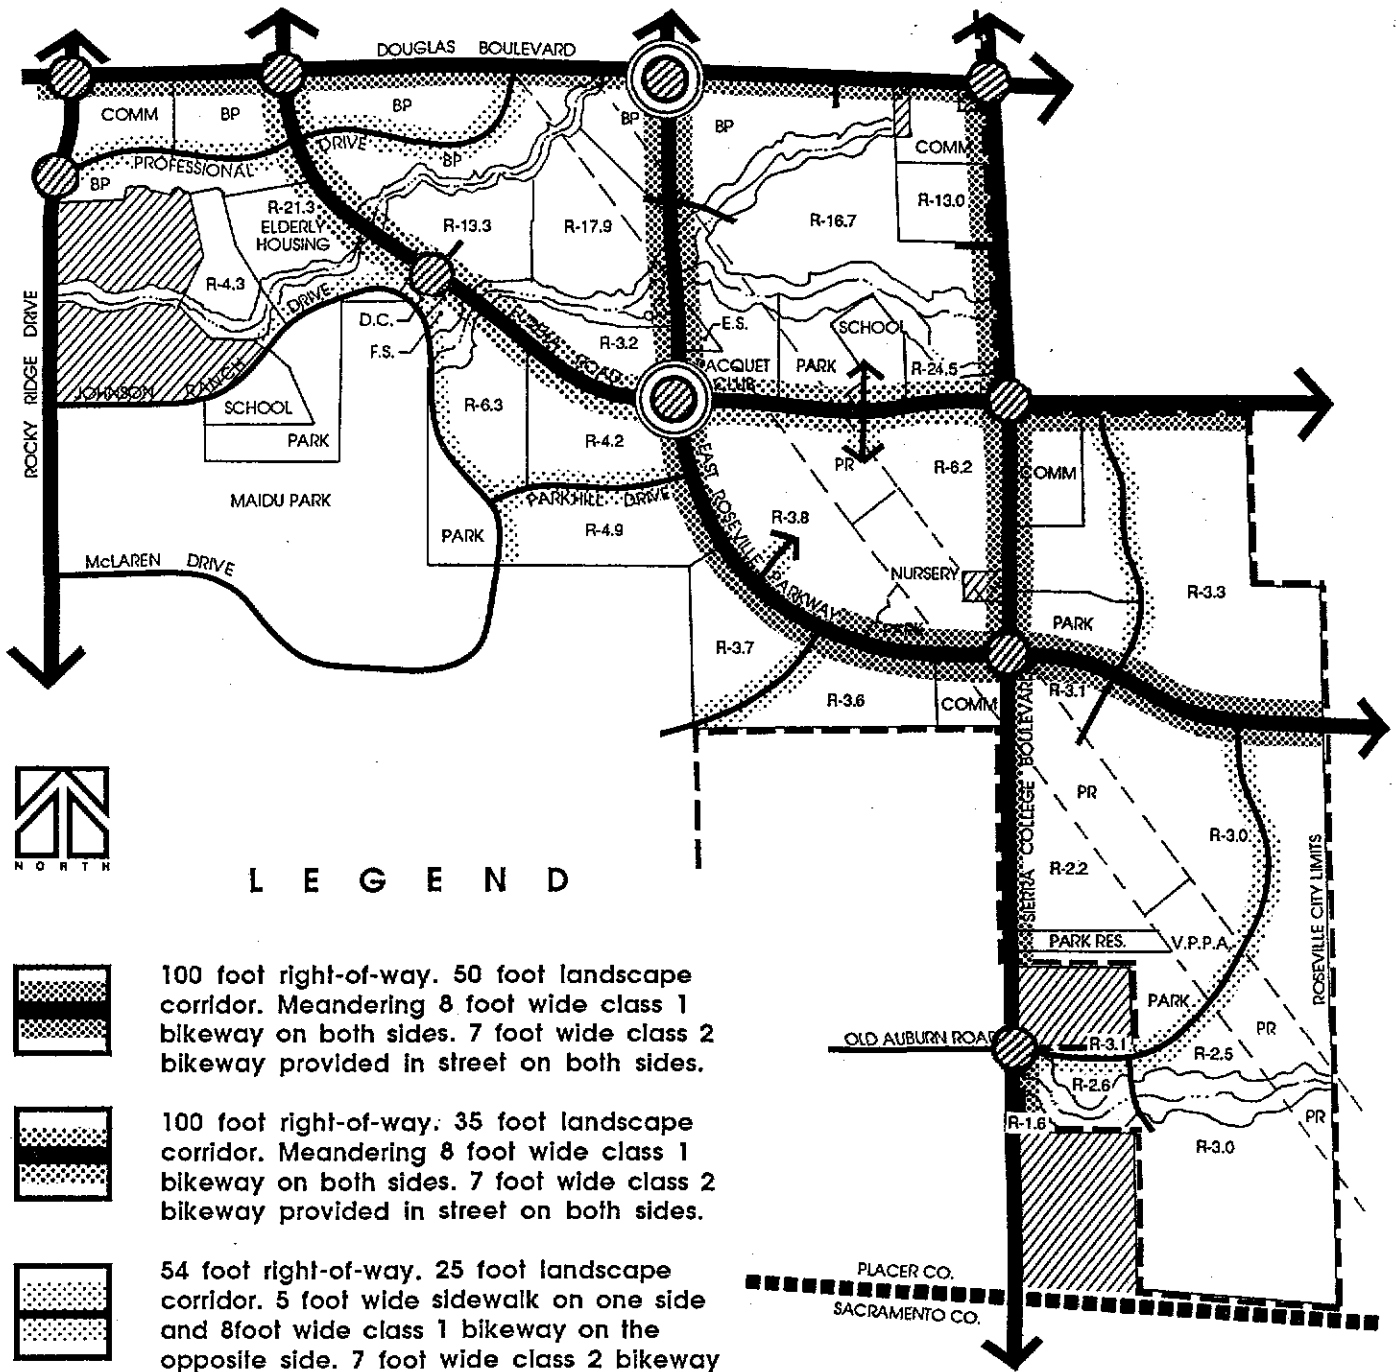 DOUGLAS BOULEVARD
COMM
BP
BP
BP
BP
COMM
PROFESSIONAL DRIVE
BP
BP
R-21.3
ELDERLY
HOUSING
R-13.3
R-17.9
R-16.7
R-13.0
R-4.3
ROCKY RIDGE DRIVE
JOHNSON RANCH DRIVE
D.C.
F.S.
ROAD
R-3.2
E.S.
RACQUET
CLUB
PARK
SCHOOL
R-24.5
SCHOOL
PARK
R-6.3
R-4.2
PR
R-6.2
COMM
MAIDU PARK
PARKHILL DRIVE
PARK
R-4.9
EAST ROSEVILLE PARKWAY
R-3.8
McLAREN DRIVE
NURSERY
R-3.3
PARK
PARK
R-3.7
R-3.6
COMM
R-3.1
SIERRA COLLEGE BOULEVARD
PR
R-3.0
R-2.2
ROSEVILLE CITY LIMITS
PARK RES.
V.P.P.A.
PARK
PR
OLD AUBURN ROAD
R-3.1
R-2.5
R-2.6
R-1.6
PR
R-3.0
PLACER CO.
SACRAMENTO CO.
NORTH
LEGEND
100 foot right-of-way. 50 foot landscape
corridor. Meandering 8 foot wide class 1
bikeway on both sides. 7 foot wide class 2
bikeway provided in street on both sides.
100 foot right-of-way. 35 foot landscape
corridor. Meandering 8 foot wide class 1
bikeway on both sides. 7 foot wide class 2
bikeway provided in street on both sides.
54 foot right-of-way. 25 foot landscape
corridor. 5 foot wide sidewalk on one side
and 8foot wide class 1 bikeway on the
opposite side. 7 foot wide class 2 bikeway